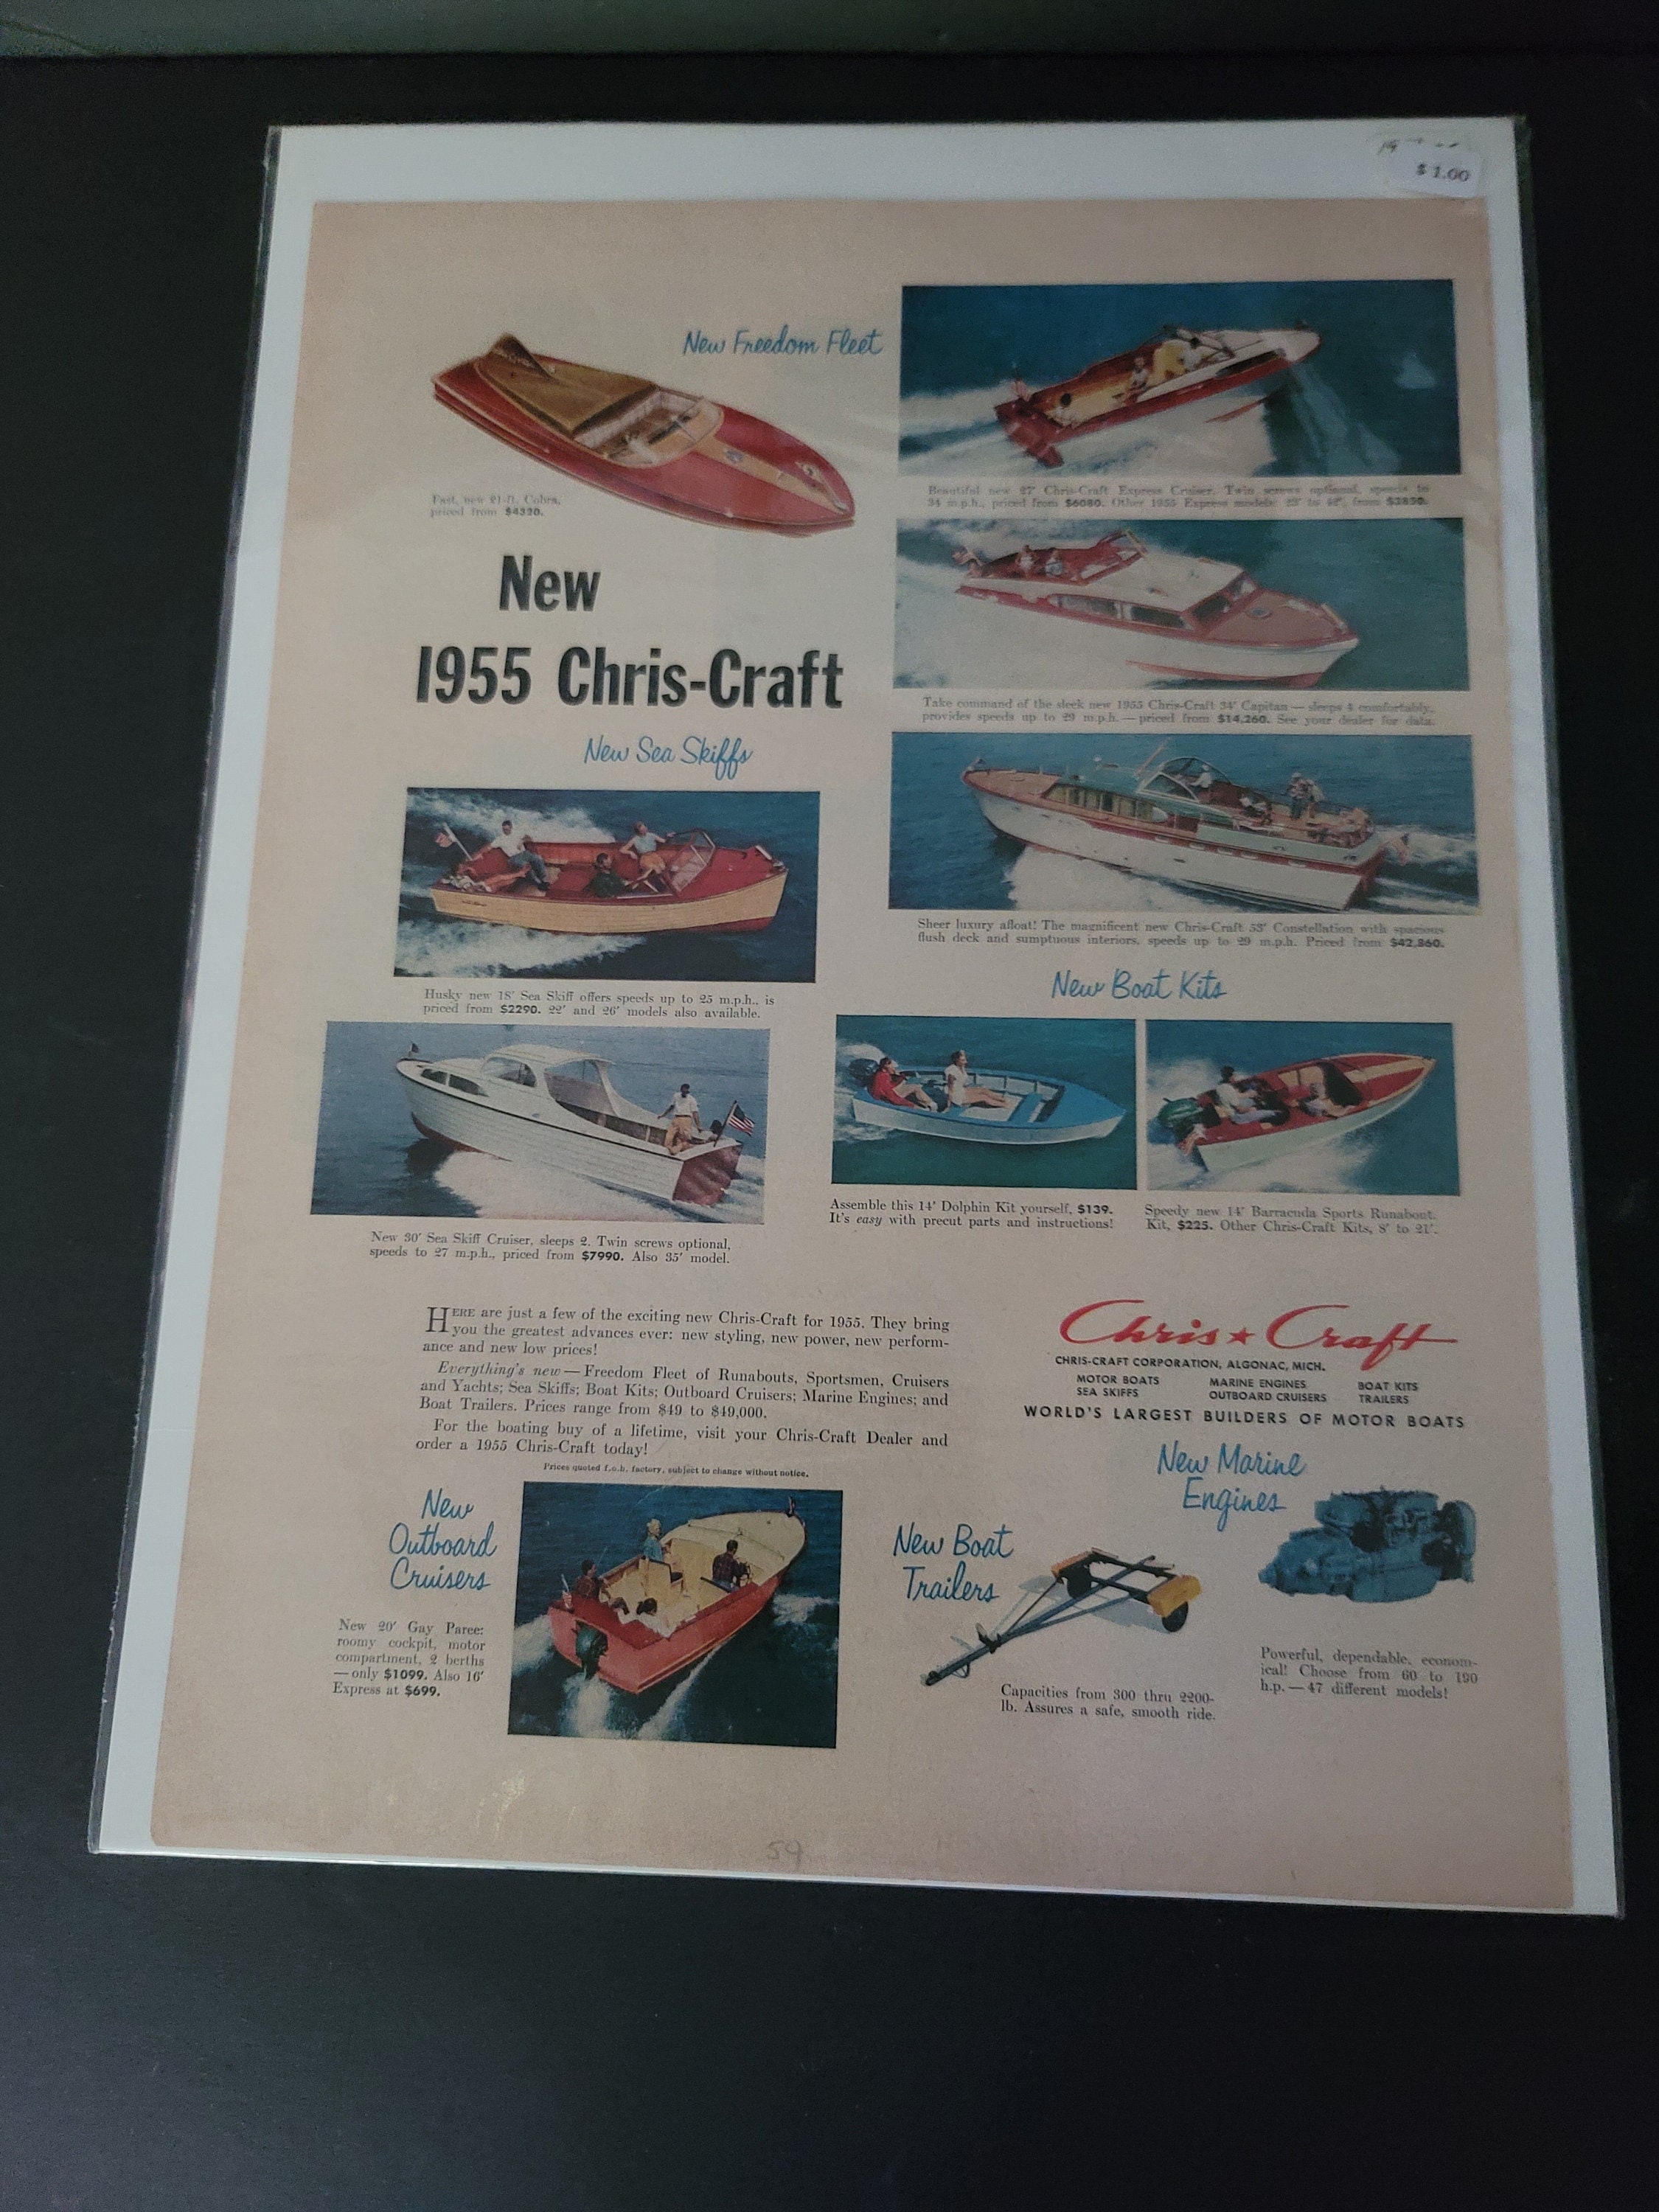 $1.00
New Freedom Fleet
Fast, new 21-ft. Cobra,
priced from $4320.
Beautiful new 27' Chris-Craft Express Cruiser. Twin screws optional, speeds to
34 m.p.h., priced from $6080. Other 1955 Express models: 23' to 42', from $3820.
New
1955 Chris-Craft
Take command of the sleek new 1955 Chris-Craft 34' Capitan — sleeps 4 comfortably,
provides speeds up to 29 m.p.h. — priced from $14,260. See your dealer for data.
New Sea Skiffs
Husky new 18' Sea Skiff offers speeds up to 25 m.p.h., is
priced from $2290. 22' and 26' models also available.
Sheer luxury afloat! The magnificent new Chris-Craft 53' Constellation with spacious
flush deck and sumptuous interiors, speeds up to 29 m.p.h. Priced from $42,860.
New 30' Sea Skiff Cruiser, sleeps 2. Twin screws optional,
speeds to 27 m.p.h., priced from $7990. Also 35' model.
New Boat Kits
Assemble this 14' Dolphin Kit yourself, $139.
It's easy with precut parts and instructions!
Speedy new 14' Barracuda Sports Runabout.
Kit, $225. Other Chris-Craft Kits, 8' to 21'.
HERE are just a few of the exciting new Chris-Craft for 1955. They bring
you the greatest advances ever: new styling, new power, new perform-
ance and new low prices!
Everything's new — Freedom Fleet of Runabouts, Sportsmen, Cruisers
and Yachts; Sea Skiffs; Boat Kits; Outboard Cruisers; Marine Engines; and
Boat Trailers. Prices range from $49 to $49,000.
For the boating buy of a lifetime, visit your Chris-Craft Dealer and
order a 1955 Chris-Craft today!
Prices quoted f.o.b. factory, subject to change without notice.
Chris★Craft
CHRIS-CRAFT CORPORATION, ALGONAC, MICH.
MOTOR BOATS MARINE ENGINES BOAT KITS
SEA SKIFFS OUTBOARD CRUISERS TRAILERS
WORLD'S LARGEST BUILDERS OF MOTOR BOATS
New
Outboard
Cruisers
New 20' Gay Paree:
roomy cockpit, motor
compartment, 2 berths
— only $1099. Also 16'
Express at $699.
New Boat
Trailers
Capacities from 300 thru 2200-
lb. Assures a safe, smooth ride.
New Marine
Engines
Powerful, dependable, econom-
ical! Choose from 60 to 190
h.p. — 47 different models!
59